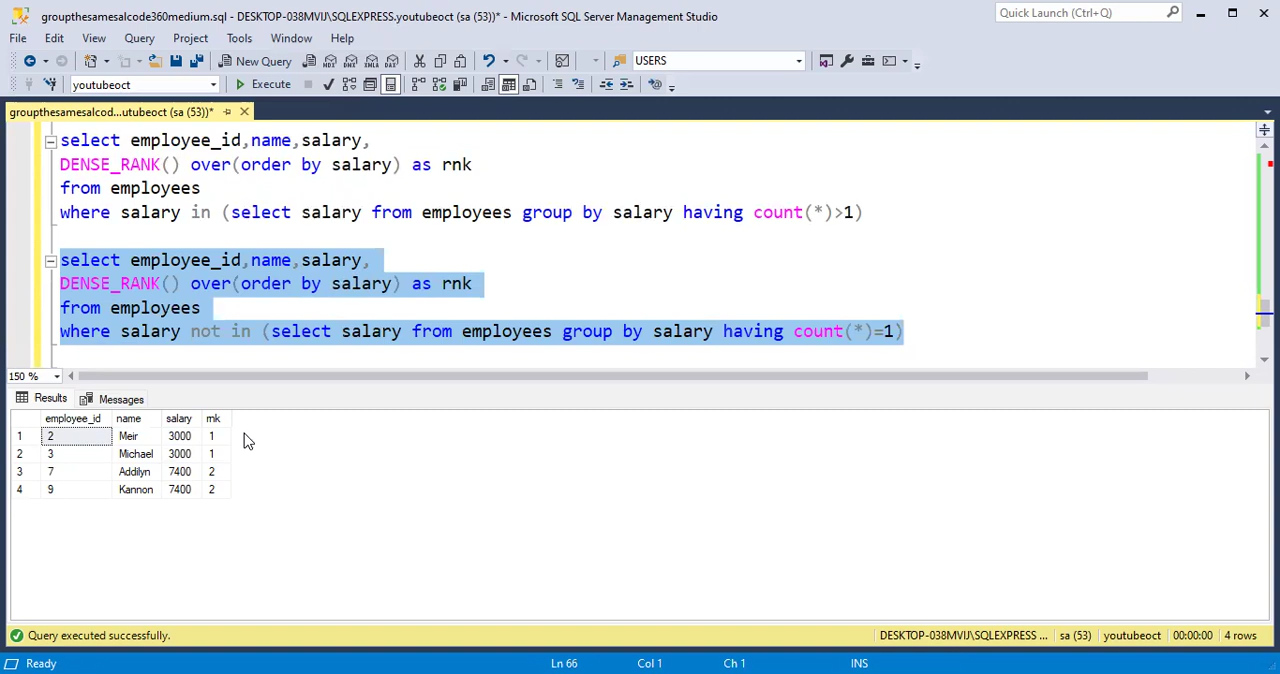 groupthesamesalcode360medium.sql - DESKTOP-038MVIJ\SQLEXPRESS.youtubeoct (sa (53))* - Microsoft SQL Server Management Studio
Quick Launch (Ctrl+Q)
File Edit View Query Project Tools Window Help
New Query MDX DMX XMLA DAX USERS
youtubeoct Execute
groupthesamesalcod...utubeoct (sa (53))*
select employee_id,name,salary,
DENSE_RANK() over(order by salary) as rnk
from employees
where salary in (select salary from employees group by salary having count(*)>1)
select employee_id,name,salary,
DENSE_RANK() over(order by salary) as rnk
from employees
where salary not in (select salary from employees group by salary having count(*)=1)
150 %
Results Messages
employee_id name salary rnk
1 2 Meir 3000 1
2 3 Michael 3000 1
3 7 Addilyn 7400 2
4 9 Kannon 7400 2
Query executed successfully. DESKTOP-038MVIJ\SQLEXPRESS ... sa (53) youtubeoct 00:00:00 4 rows
Ready Ln 66 Col 1 Ch 1 INS